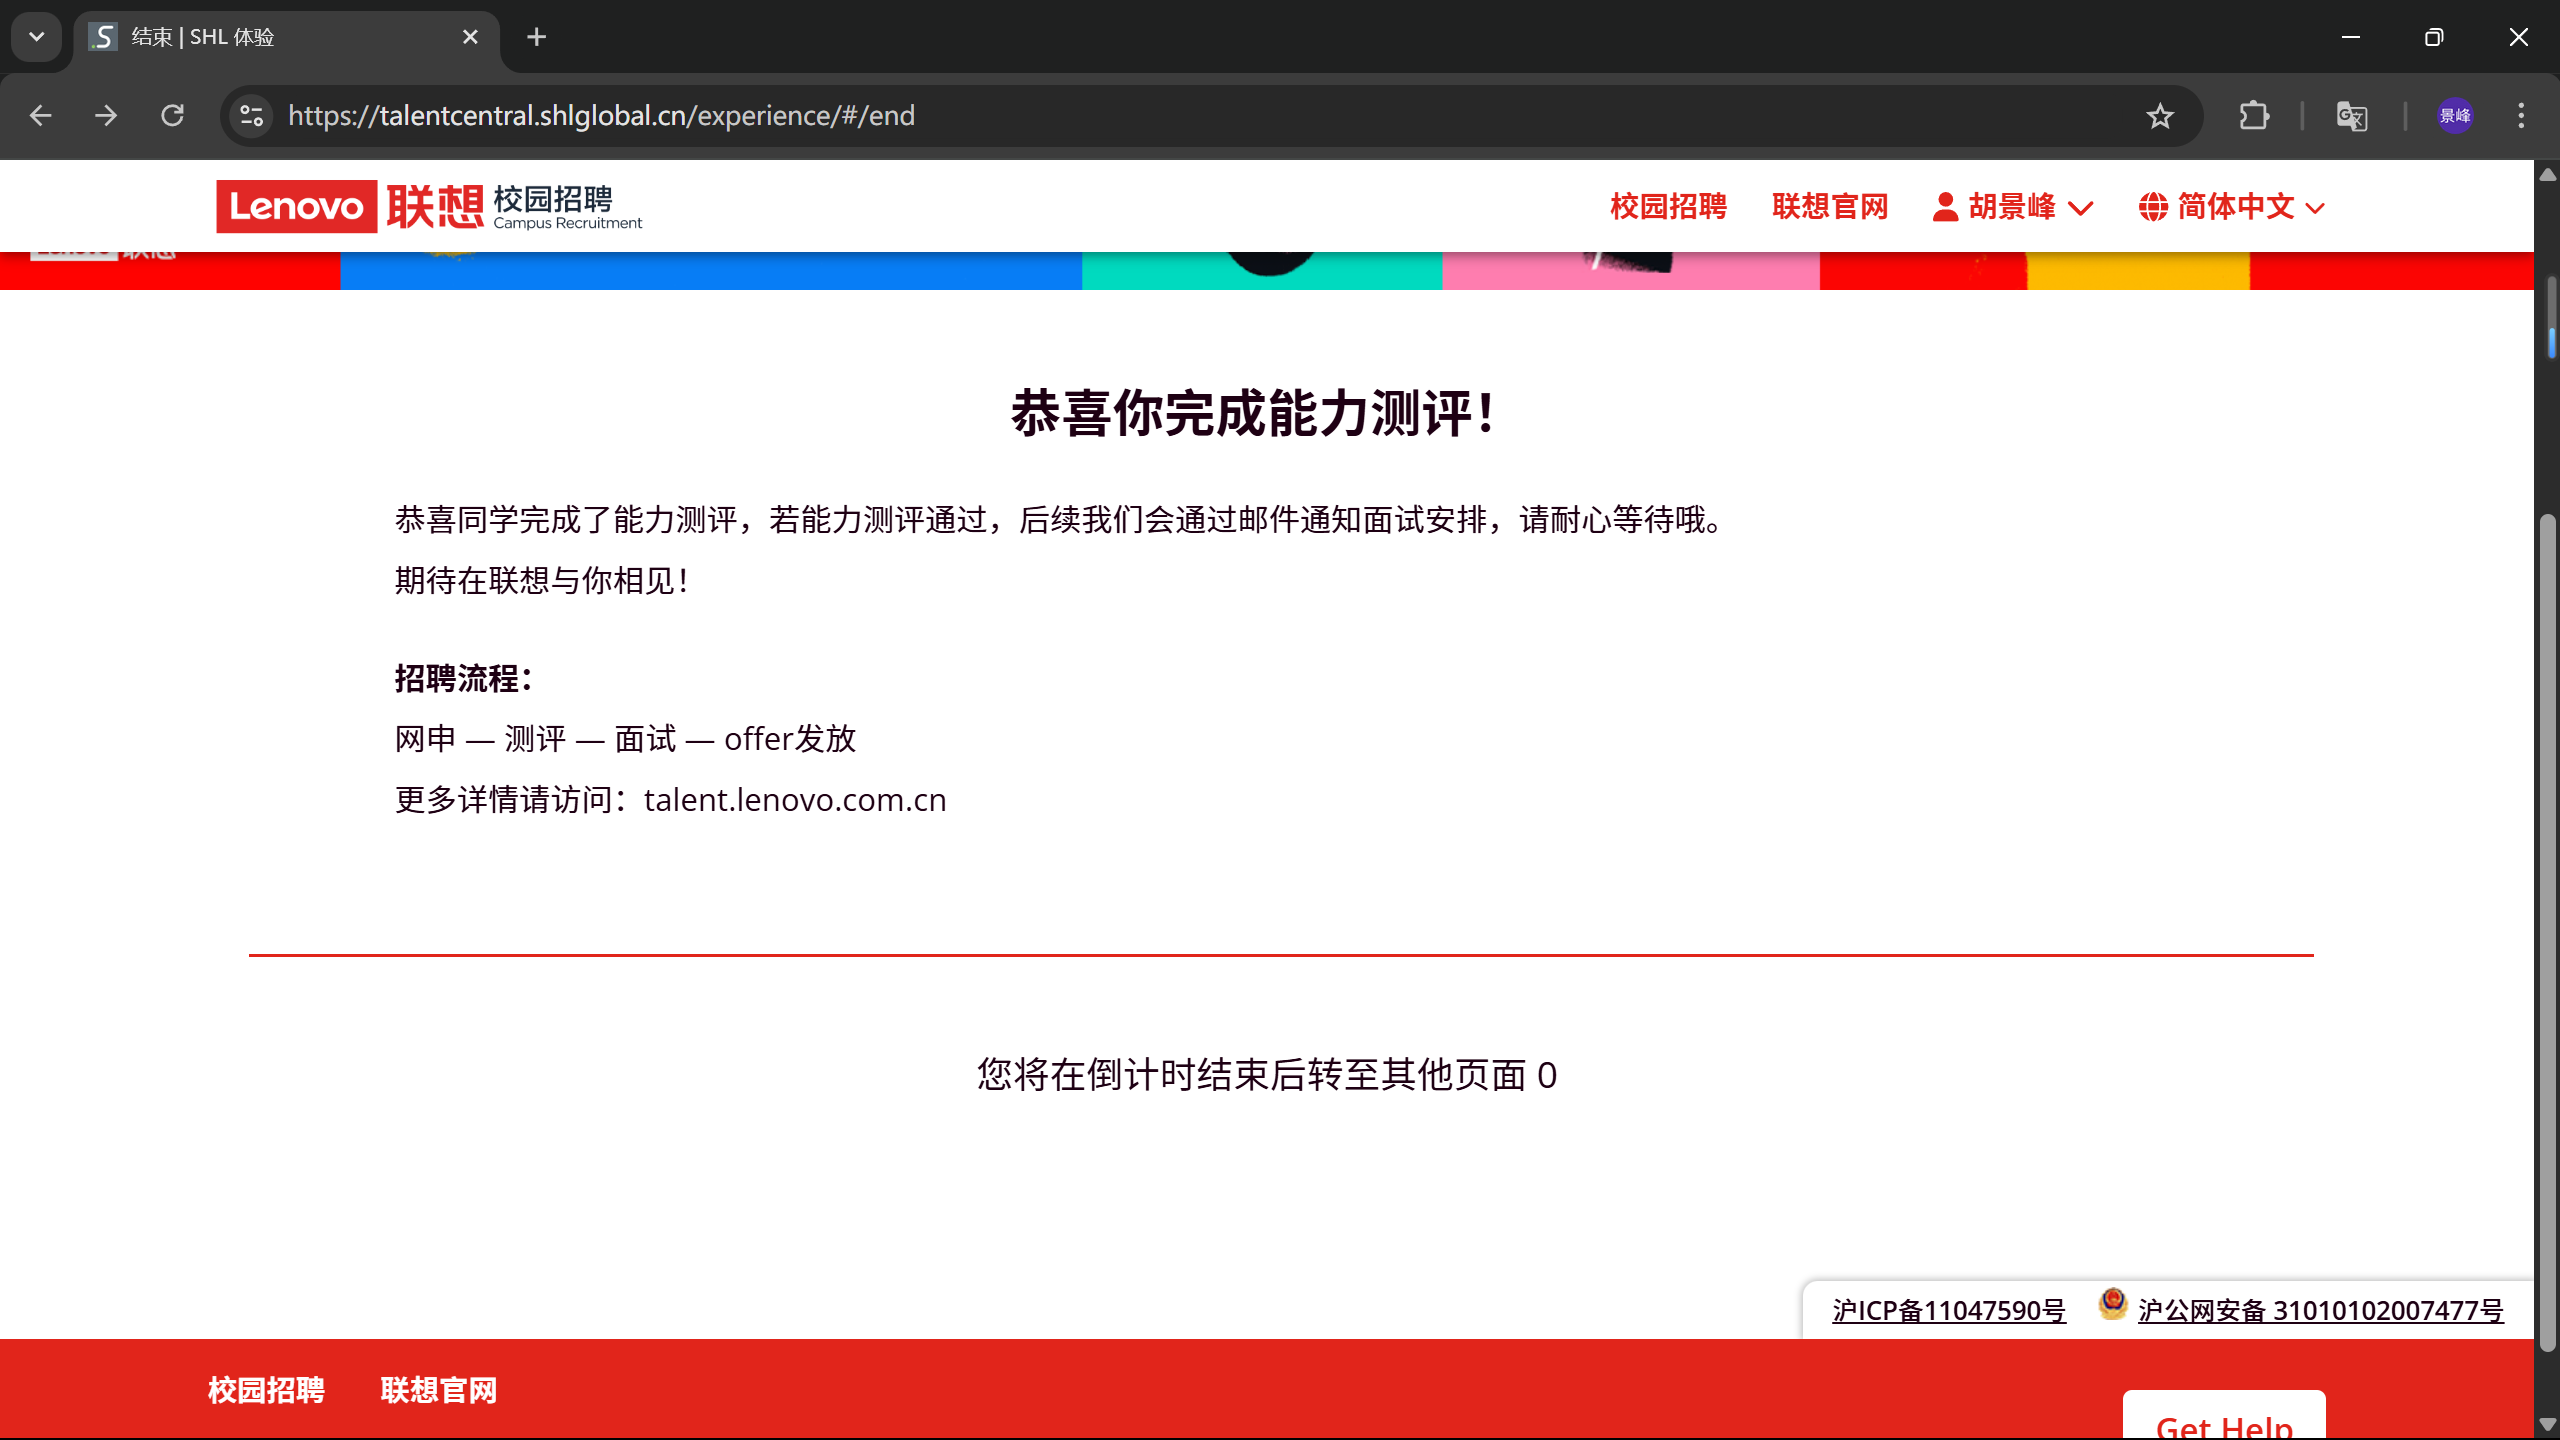 结束 | SHL 体验
https://talentcentral.shlglobal.cn/experience/#/end
景峰
Lenovo 联想 校园招聘
Campus Recruitment
校园招聘 联想官网 胡景峰 简体中文
恭喜你完成能力测评！
恭喜同学完成了能力测评，若能力测评通过，后续我们会通过邮件通知面试安排，请耐心等待哦。
期待在联想与你相见！
招聘流程：
网申 — 测评 — 面试 — offer发放
更多详情请访问：talent.lenovo.com.cn
您将在倒计时结束后转至其他页面 0
沪ICP备11047590号 沪公网安备 31010102007477号
校园招聘 联想官网
Get Help